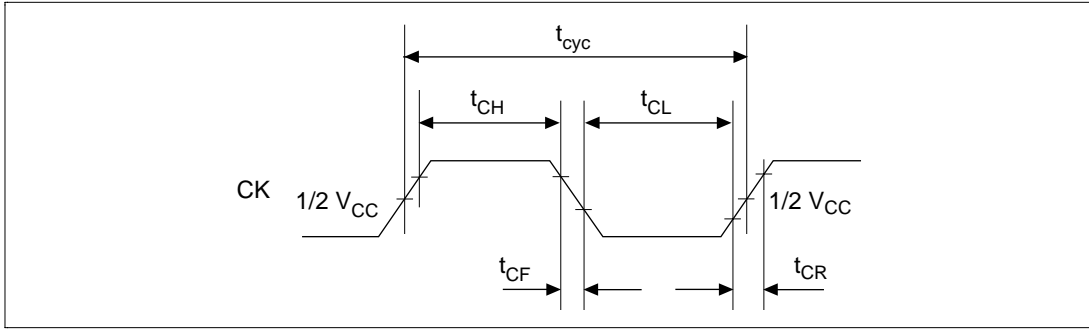 tcyc
tCH
tCL
CK
1/2 VCC
1/2 VCC
tCF
tCR